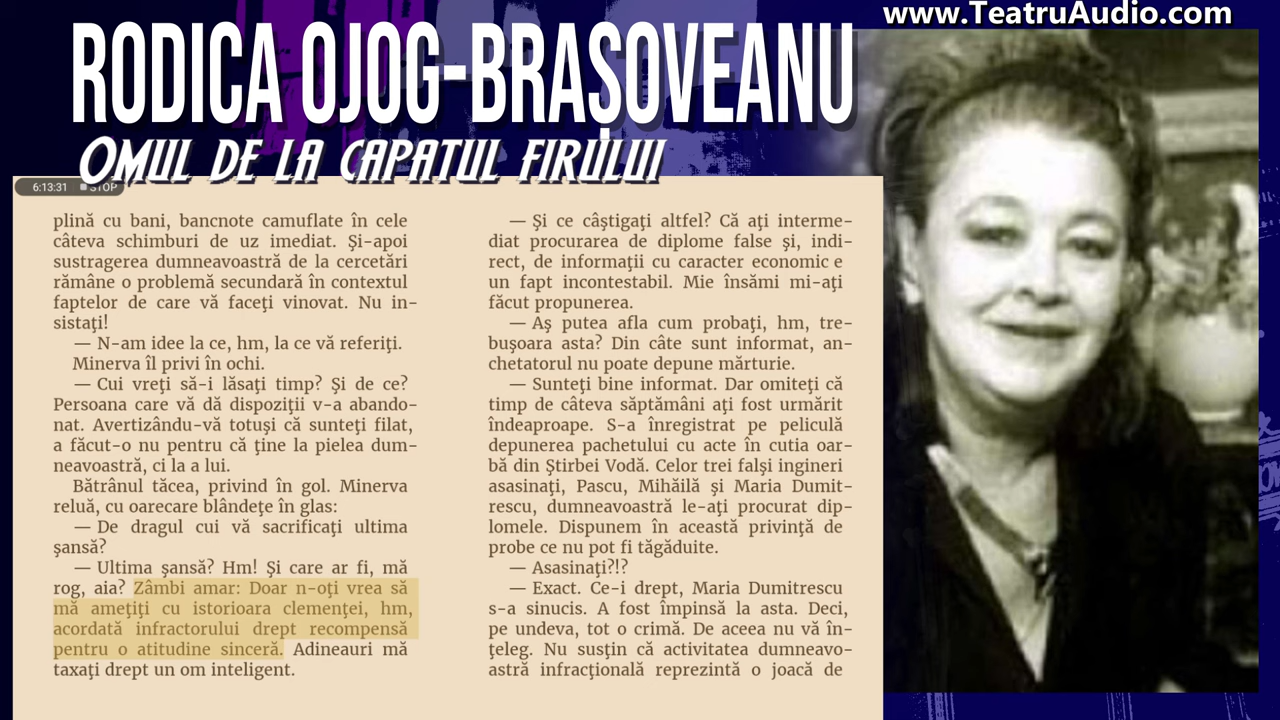 www.TeatruAudio.com
RODICA OJOG-BRAȘOVEANU
OMUL DE LA CAPATUL FIRULUI
6:13:31 STOP
plină cu bani, bancnote camuflate în cele
câteva schimburi de uz imediat. Şi-apoi
sustragerea dumneavoastră de la cercetări
rămâne o problemă secundară în contextul
faptelor de care vă faceţi vinovat. Nu in-
sistaţi!
— N-am idee la ce, hm, la ce vă referiţi.
Minerva îl privi în ochi.
— Cui vreţi să-i lăsaţi timp? Şi de ce?
Persoana care vă dă dispoziţii v-a abando-
nat. Avertizându-vă totuşi că sunteţi filat,
a făcut-o nu pentru că ţine la pielea dum-
neavoastră, ci la a lui.
Bătrânul tăcea, privind în gol. Minerva
reluă, cu oarecare blândeţe în glas:
— De dragul cui vă sacrificaţi ultima
şansă?
— Ultima şansă? Hm! Şi care ar fi, mă
rog, aia? Zâmbi amar: Doar n-oţi vrea să
mă ameţiţi cu istorioara clemenţei, hm,
acordată infractorului drept recompensă
pentru o atitudine sinceră. Adineauri mă
taxaţi drept un om inteligent.
— Şi ce câştigaţi altfel? Că aţi interme-
diat procurarea de diplome false şi, indi-
rect, de informaţii cu caracter economic e
un fapt incontestabil. Mie însămi mi-aţi
făcut propunerea.
— Aş putea afla cum probaţi, hm, tre-
buşoara asta? Din câte sunt informat, an-
chetatorul nu poate depune mărturie.
— Sunteţi bine informat. Dar omiteţi că
timp de câteva săptămâni aţi fost urmărit
îndeaproape. S-a înregistrat pe peliculă
depunerea pachetului cu acte în cutia oar-
bă din Ştirbei Vodă. Celor trei falşi ingineri
asasinaţi, Pascu, Mihăilă şi Maria Dumit-
rescu, dumneavoastră le-aţi procurat dip-
lomele. Dispunem în această privinţă de
probe ce nu pot fi tăgăduite.
— Asasinaţi?!?
— Exact. Ce-i drept, Maria Dumitrescu
s-a sinucis. A fost împinsă la asta. Deci,
pe undeva, tot o crimă. De aceea nu vă în-
ţeleg. Nu susţin că activitatea dumneavo-
astră infracţională reprezintă o joacă de